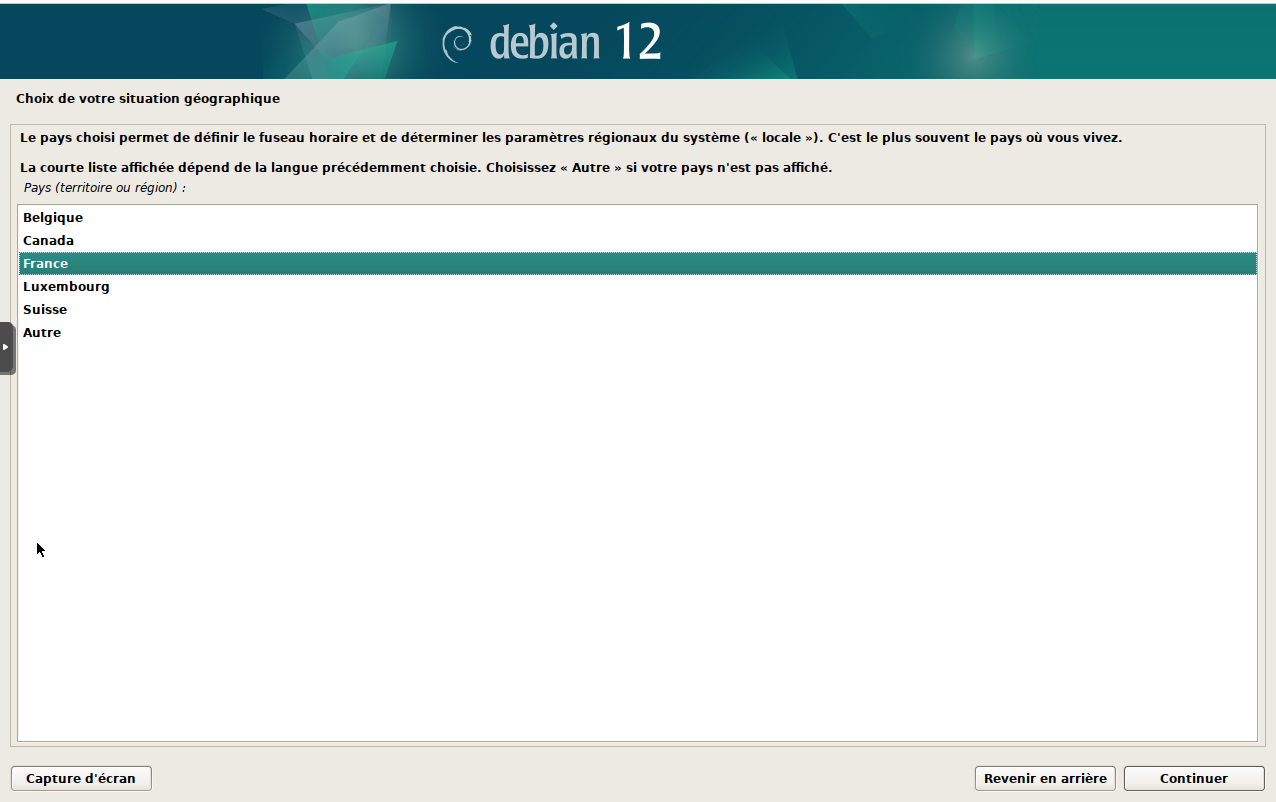 debian 12
Choix de votre situation géographique
Le pays choisi permet de définir le fuseau horaire et de déterminer les paramètres régionaux du système (« locale »). C'est le plus souvent le pays où vous vivez.
La courte liste affichée dépend de la langue précédemment choisie. Choisissez « Autre » si votre pays n'est pas affiché.
Pays (territoire ou région) :
Belgique
Canada
France
Luxembourg
Suisse
Autre
Capture d'écran
Revenir en arrière
Continuer